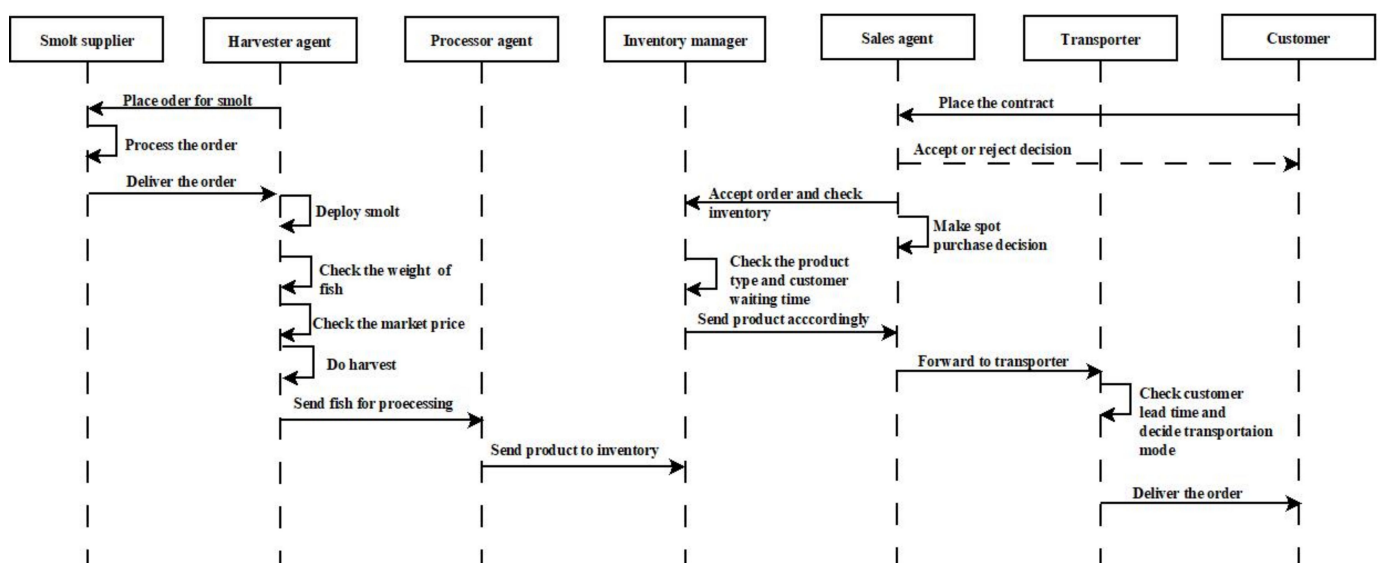 Smolt supplier
Harvester agent
Processor agent
Inventory manager
Sales agent
Transporter
Customer
Place oder for smolt
Place the contract
Process the order
Accept or reject decision
Deliver the order
Accept order and check
inventory
Deploy smolt
Make spot
purchase decision
Check the weight of
fish
Check the product
type and customer
waiting time
Check the market price
Send product acccordingly
Do harvest
Forward to transporter
Check customer
lead time and
decide transportaion
mode
Send fish for proecessing
Send product to inventory
Deliver the order